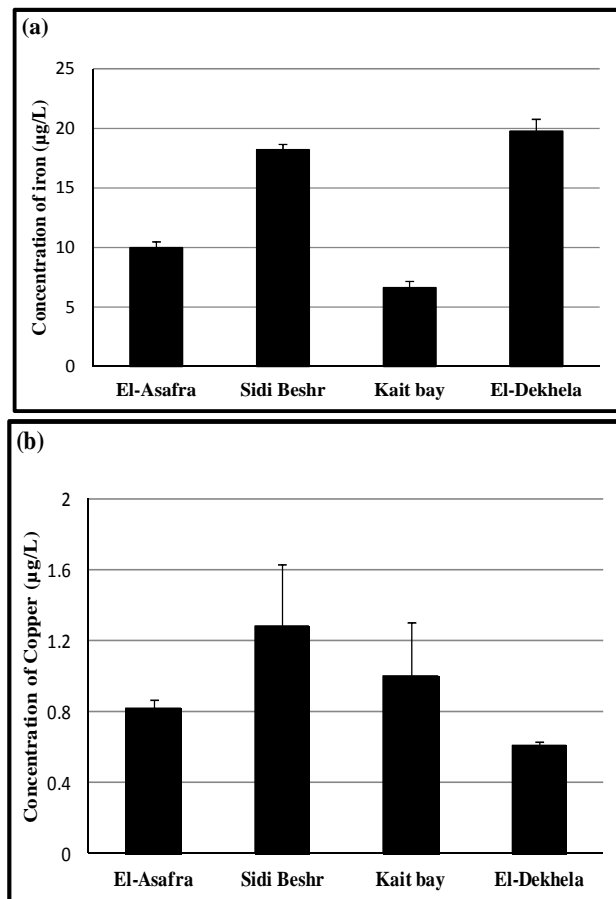 (a)
Concentration of iron (µg/L)
25
20
15
10
5
0
El-Asafra Sidi Beshr Kait bay El-Dekhela
(b)
Concentration of Copper (µg/L)
2
1.6
1.2
0.8
0.4
0
El-Asafra Sidi Beshr Kait bay El-Dekhela